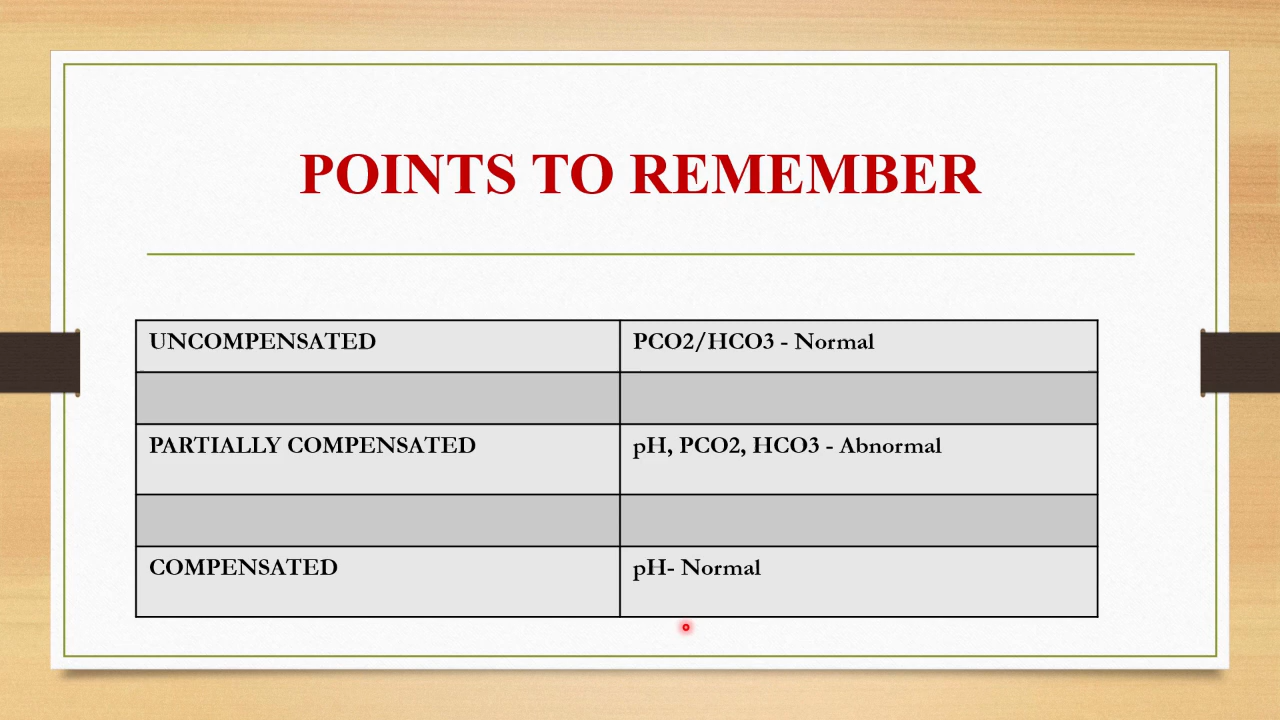 POINTS TO REMEMBER
UNCOMPENSATED
PCO2/HCO3 - Normal
PARTIALLY COMPENSATED
pH, PCO2, HCO3 - Abnormal
COMPENSATED
pH- Normal